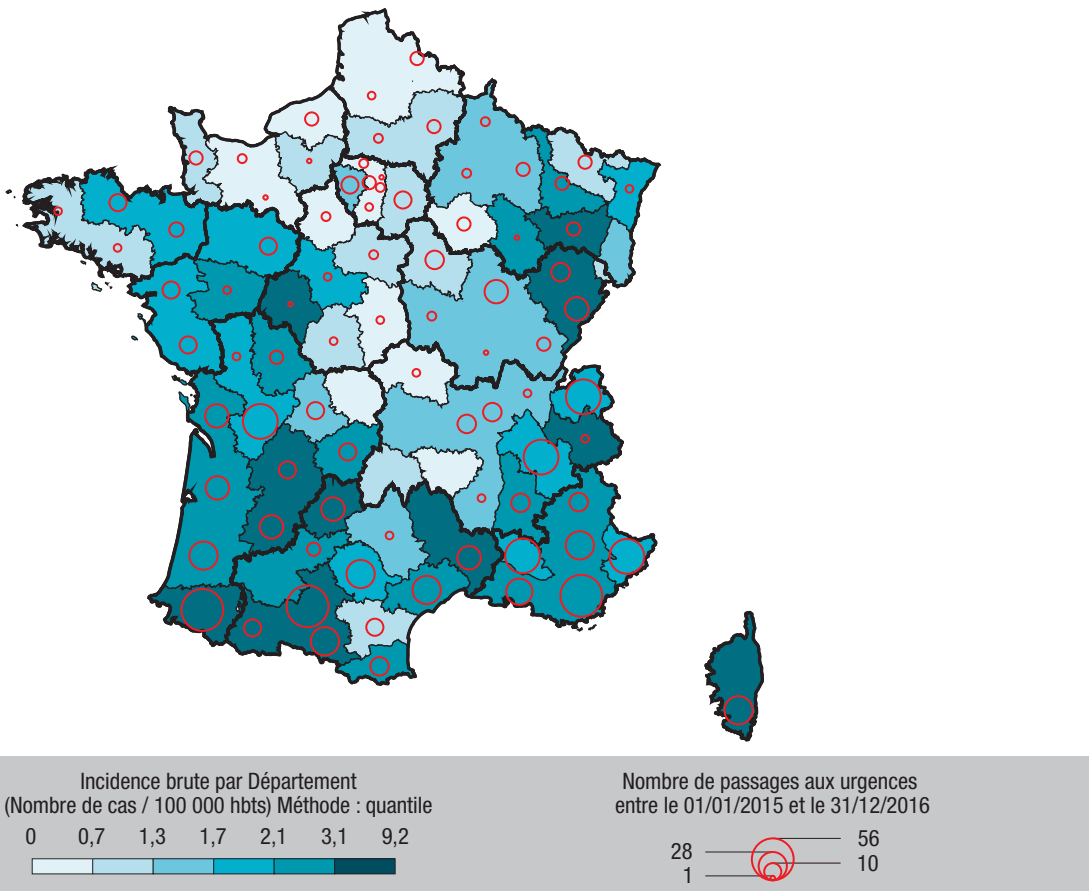 Incidence brute par Département
(Nombre de cas / 100 000 hbts) Méthode : quantile
0 0,7 1,3 1,7 2,1 3,1 9,2
Nombre de passages aux urgences
entre le 01/01/2015 et le 31/12/2016
56
28
10
1